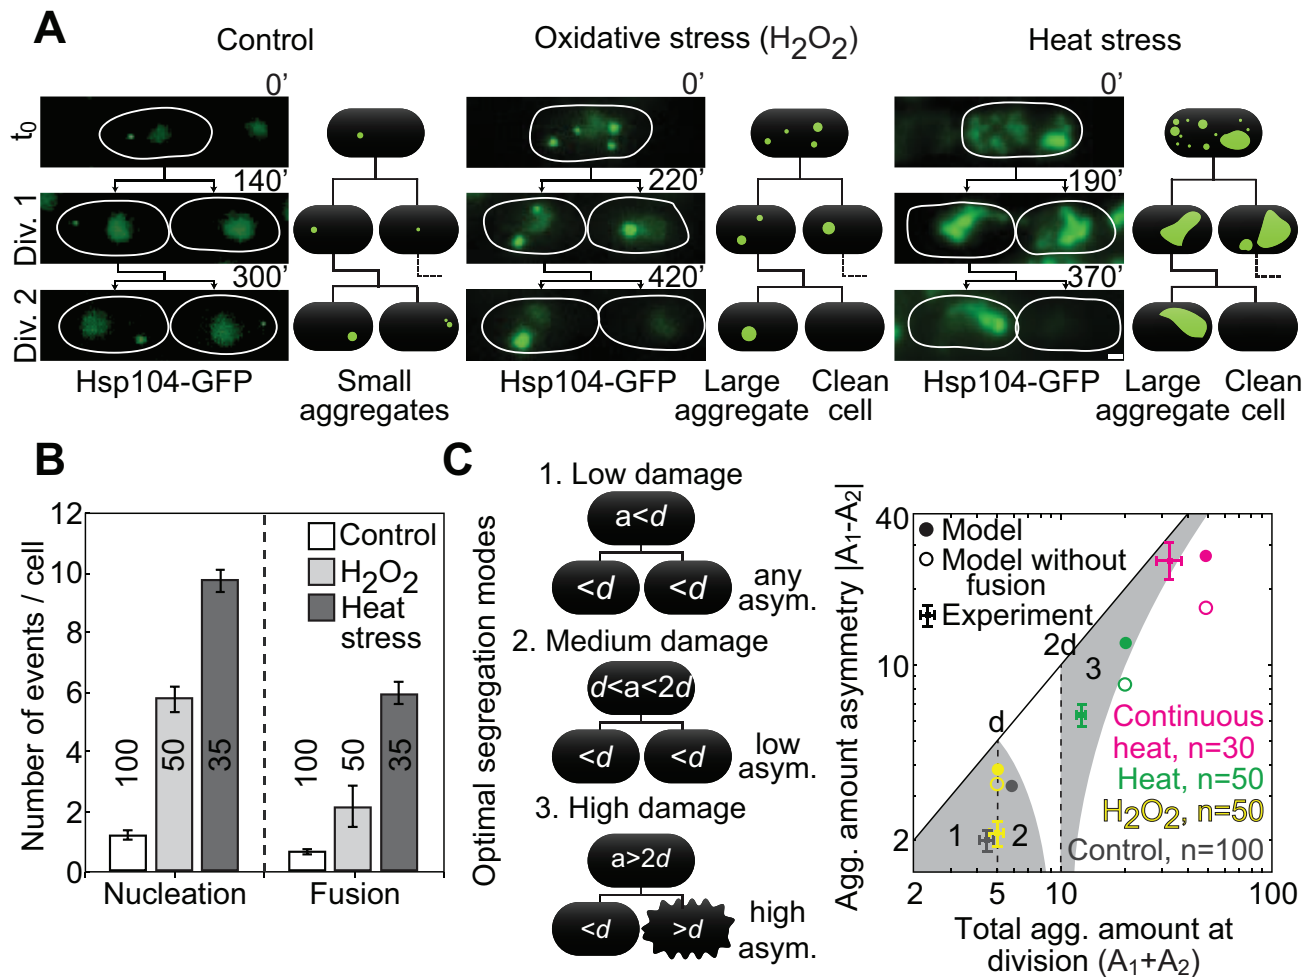 A
Control
Oxidative stress (H2O2)
Heat stress
0'
0'
0'
t0
140'
220'
190'
Div. 1
300'
420'
370'
Div. 2
Hsp104-GFP
Small
aggregates
Hsp104-GFP
Large
aggregate
Clean
cell
Hsp104-GFP
Large
aggregate
Clean
cell
B
Number of events / cell
12
10
8
6
4
2
0
Control
H2O2
Heat
stress
100
50
35
100
50
35
Nucleation
Fusion
C
Optimal segregation modes
1. Low damage
a<d
<d
<d
any
asym.
2. Medium damage
d<a<2d
<d
<d
low
asym.
3. High damage
a>2d
<d
>d
high
asym.
Agg. amount asymmetry |A1-A2|
40
10
2
Model
Model without
fusion
Experiment
2d
3
d
1
2
Continuous
heat, n=30
Heat, n=50
H2O2, n=50
Control, n=100
2
5
10
100
Total agg. amount at
division (A1+A2)